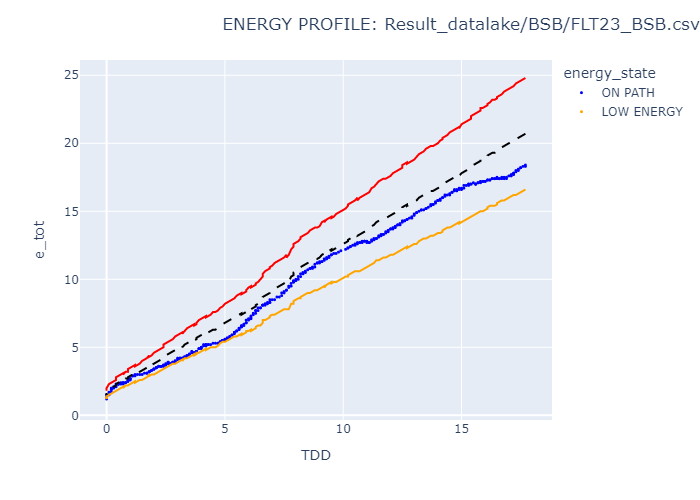 ENERGY PROFILE: Result_datalake/BSB/FLT23_BSB.csv
energy_state
ON PATH
LOW ENERGY
e_tot
25
20
15
10
5
0
0
5
10
15
TDD